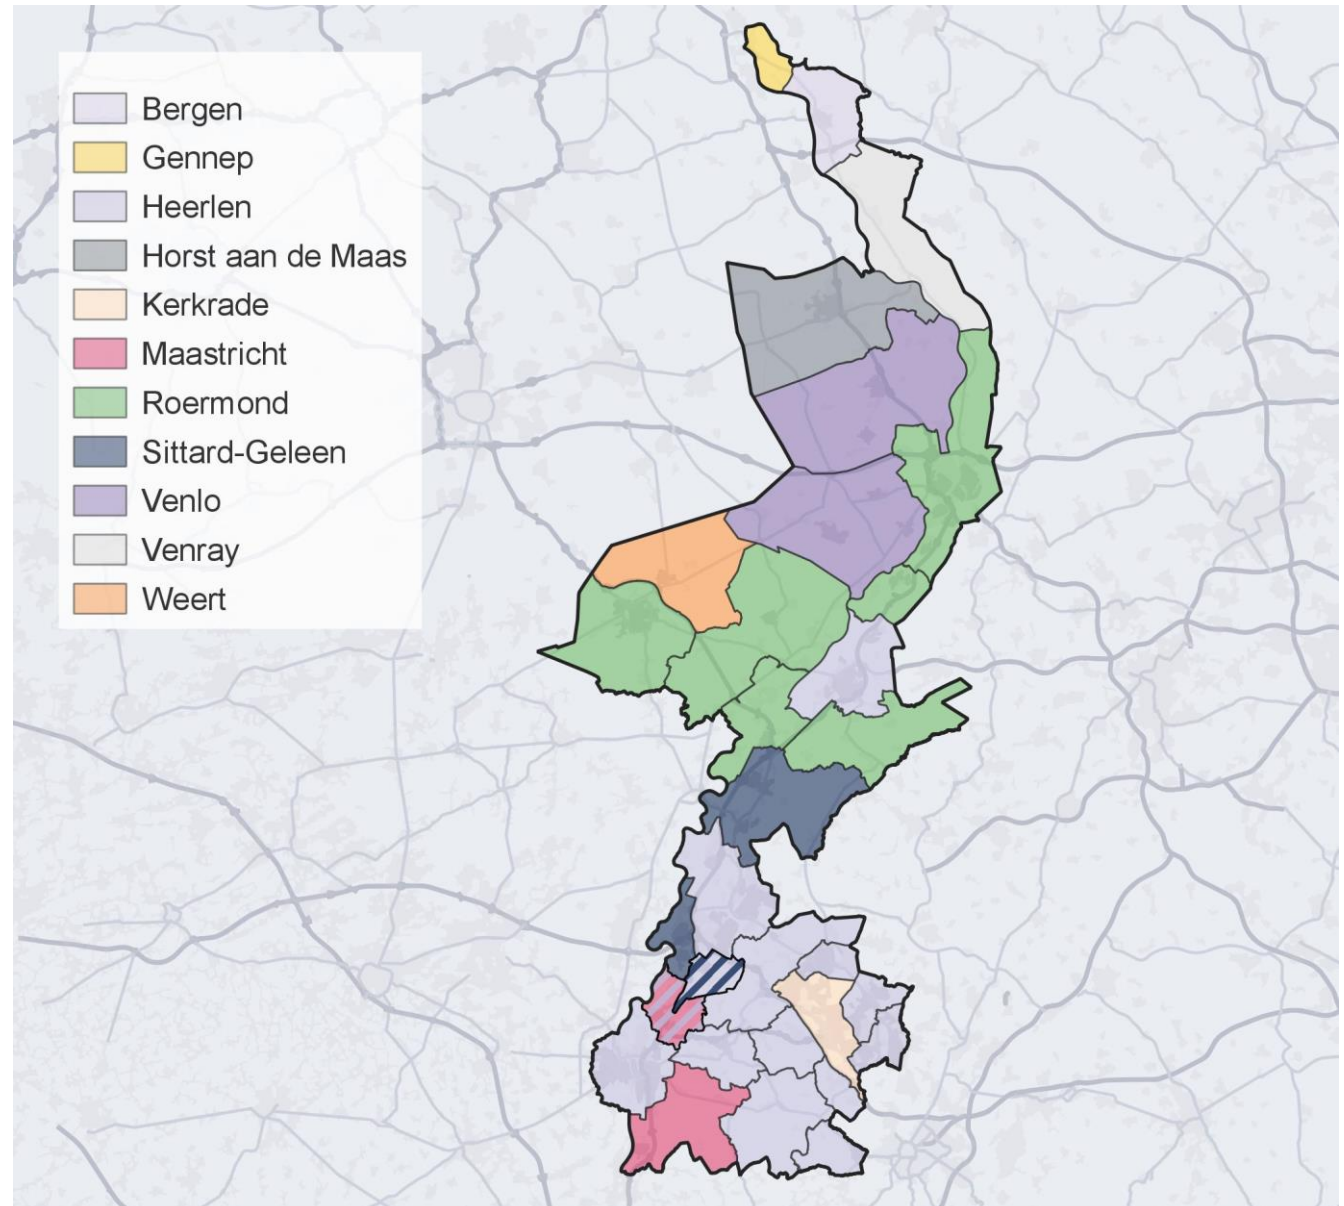 Bergen
Gennep
Heerlen
Horst aan de Maas
Kerkrade
Maastricht
Roermond
Sittard-Geleen
Venlo
Venray
Weert